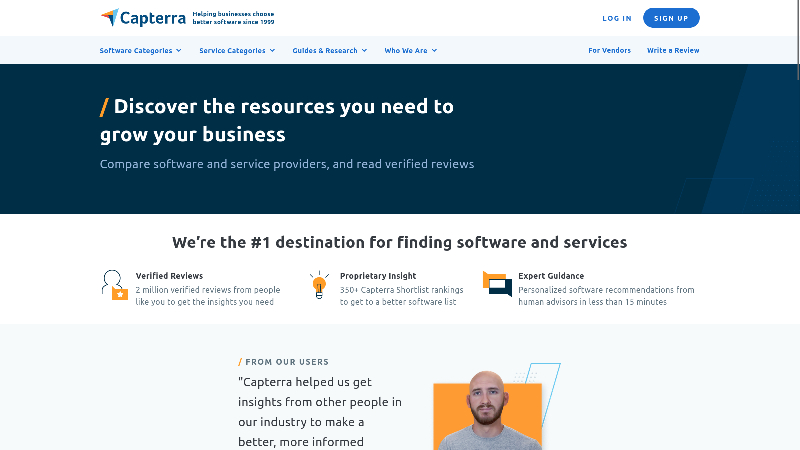 Capterra
Helping businesses choose
better software since 1999
LOG IN
SIGN UP
Software Categories
Service Categories
Guides & Research
Who We Are
For Vendors
Write a Review
/ Discover the resources you need to
grow your business
Compare software and service providers, and read verified reviews
We're the #1 destination for finding software and services
Verified Reviews
2 million verified reviews from people
like you to get the insights you need
Proprietary Insight
350+ Capterra Shortlist rankings
to get to a better software list
Expert Guidance
Personalized software recommendations from
human advisors in less than 15 minutes
/ FROM OUR USERS
"Capterra helped us get
insights from other people in
our industry to make a
better, more informed